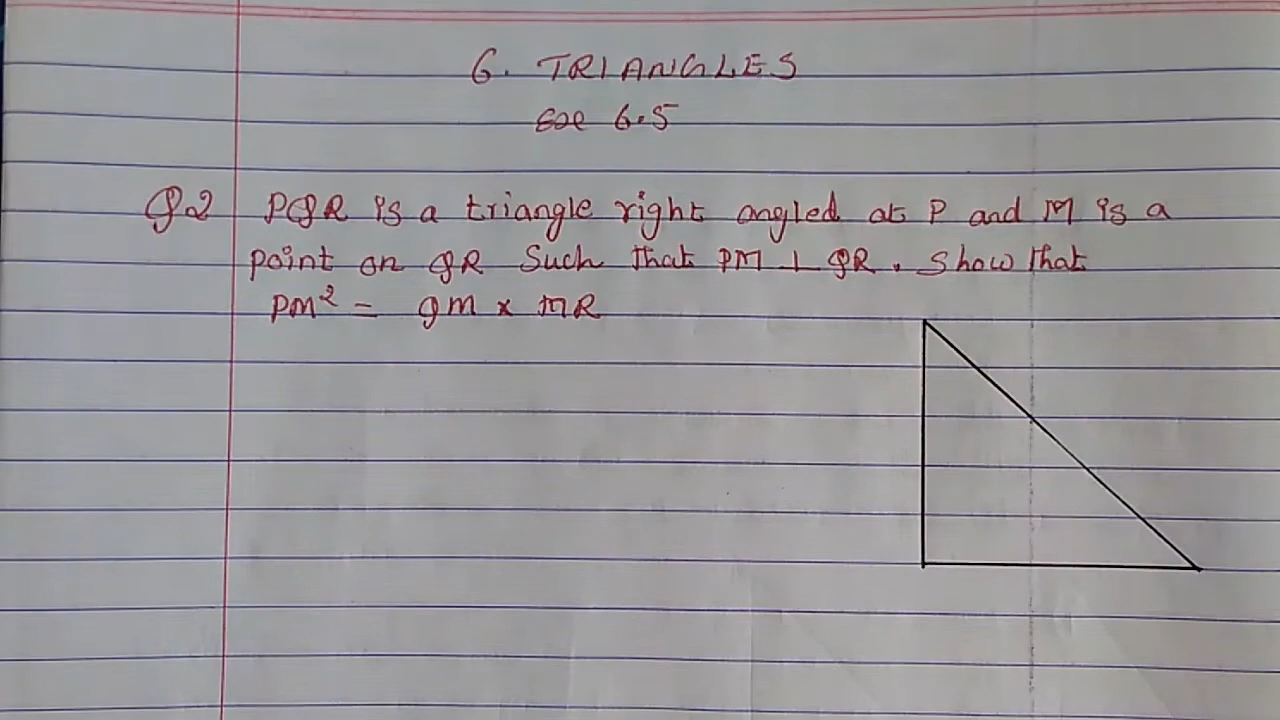 6. TRIANGLES
exe 6.5
Q2 PQR is a triangle right angled at P and M is a
point on QR Such that PM ⊥ QR. Show that
PM² = QM × MR